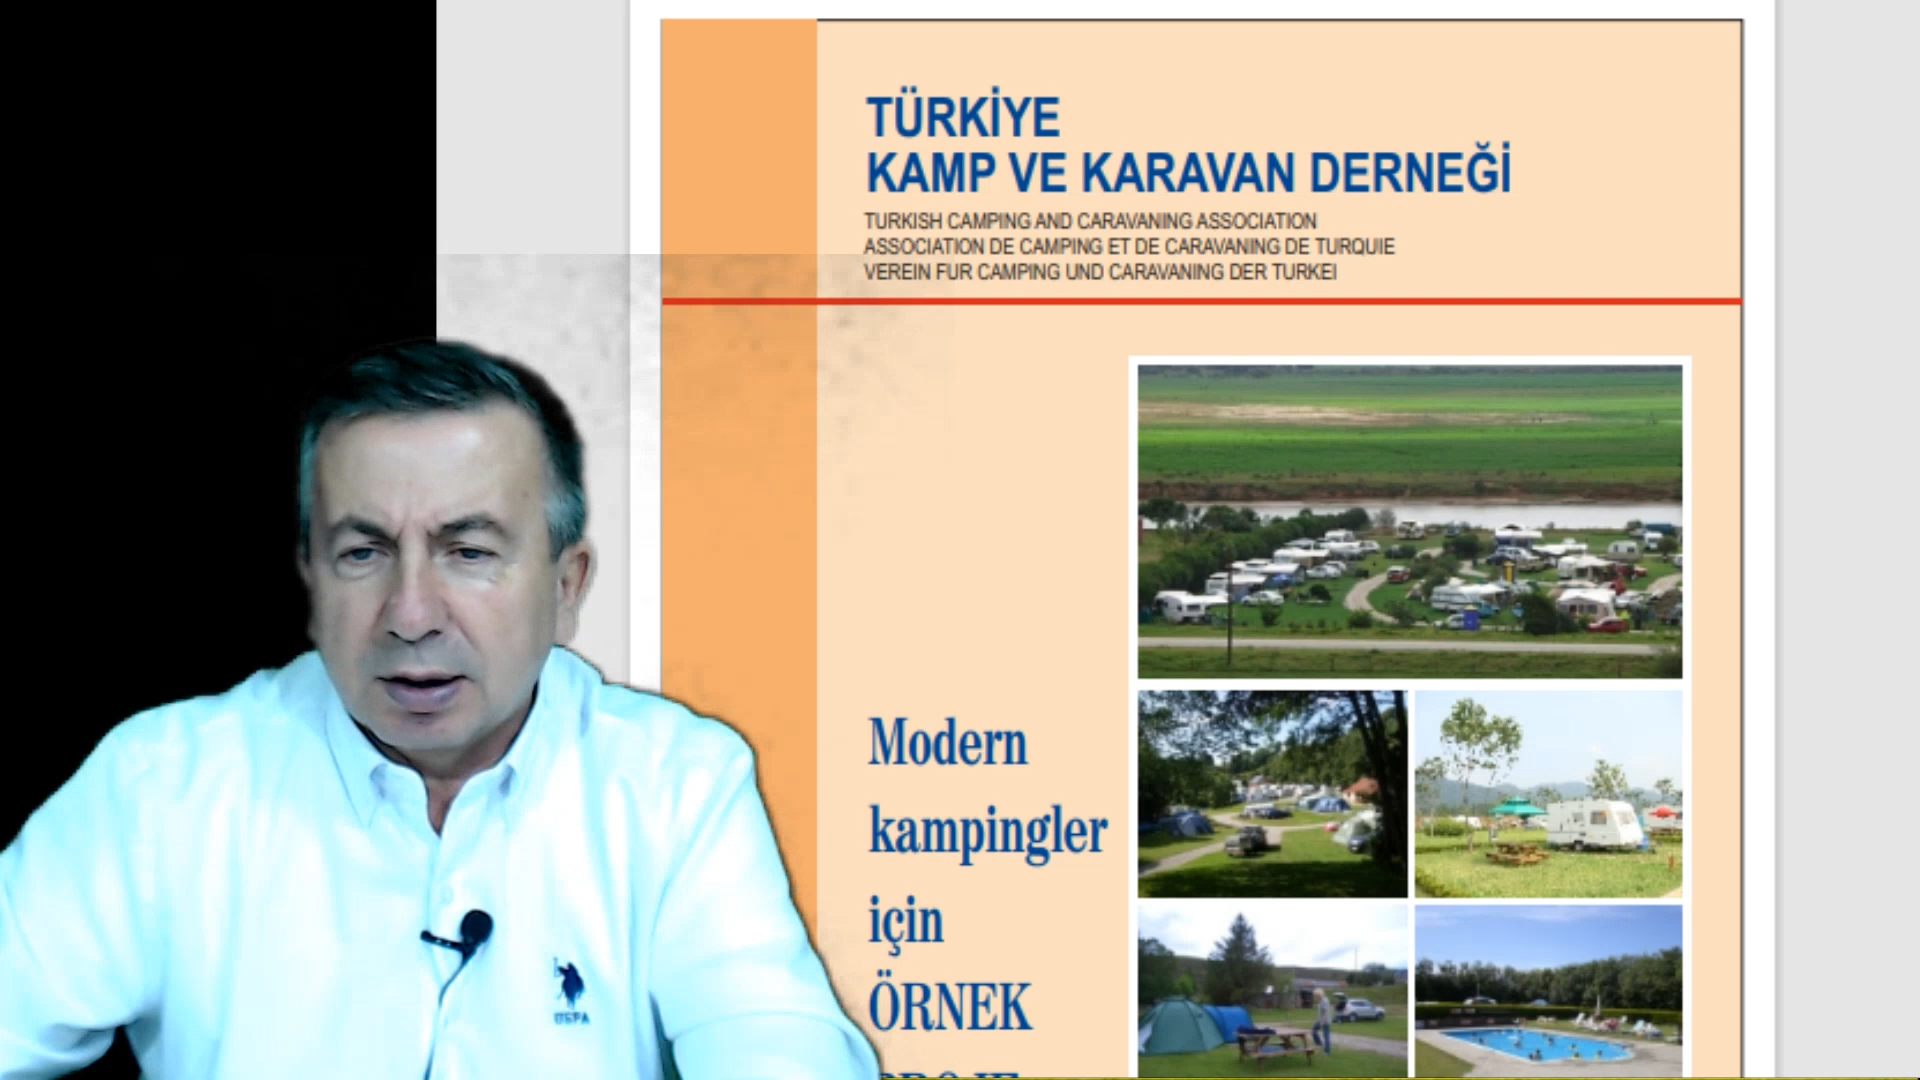 TÜRKİYE
KAMP VE KARAVAN DERNEĞİ
TURKISH CAMPING AND CARAVANING ASSOCIATION
ASSOCIATION DE CAMPING ET DE CARAVANING DE TURQUIE
VEREIN FUR CAMPING UND CARAVANING DER TURKEI
Modern
kampingler
için
ÖRNEK
USPA